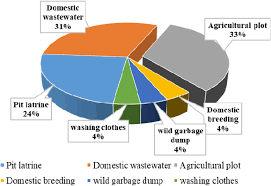 Domestic
wastewater
31%
Agricultural plot
33%
Pit latrine
24%
washing clothes
4%
wild garbage
dump
4%
Domestic
breeding
4%
Pit latrine
Domestic wastewater
Agricultural plot
Domestic breeding
wild garbage dump
washing clothes